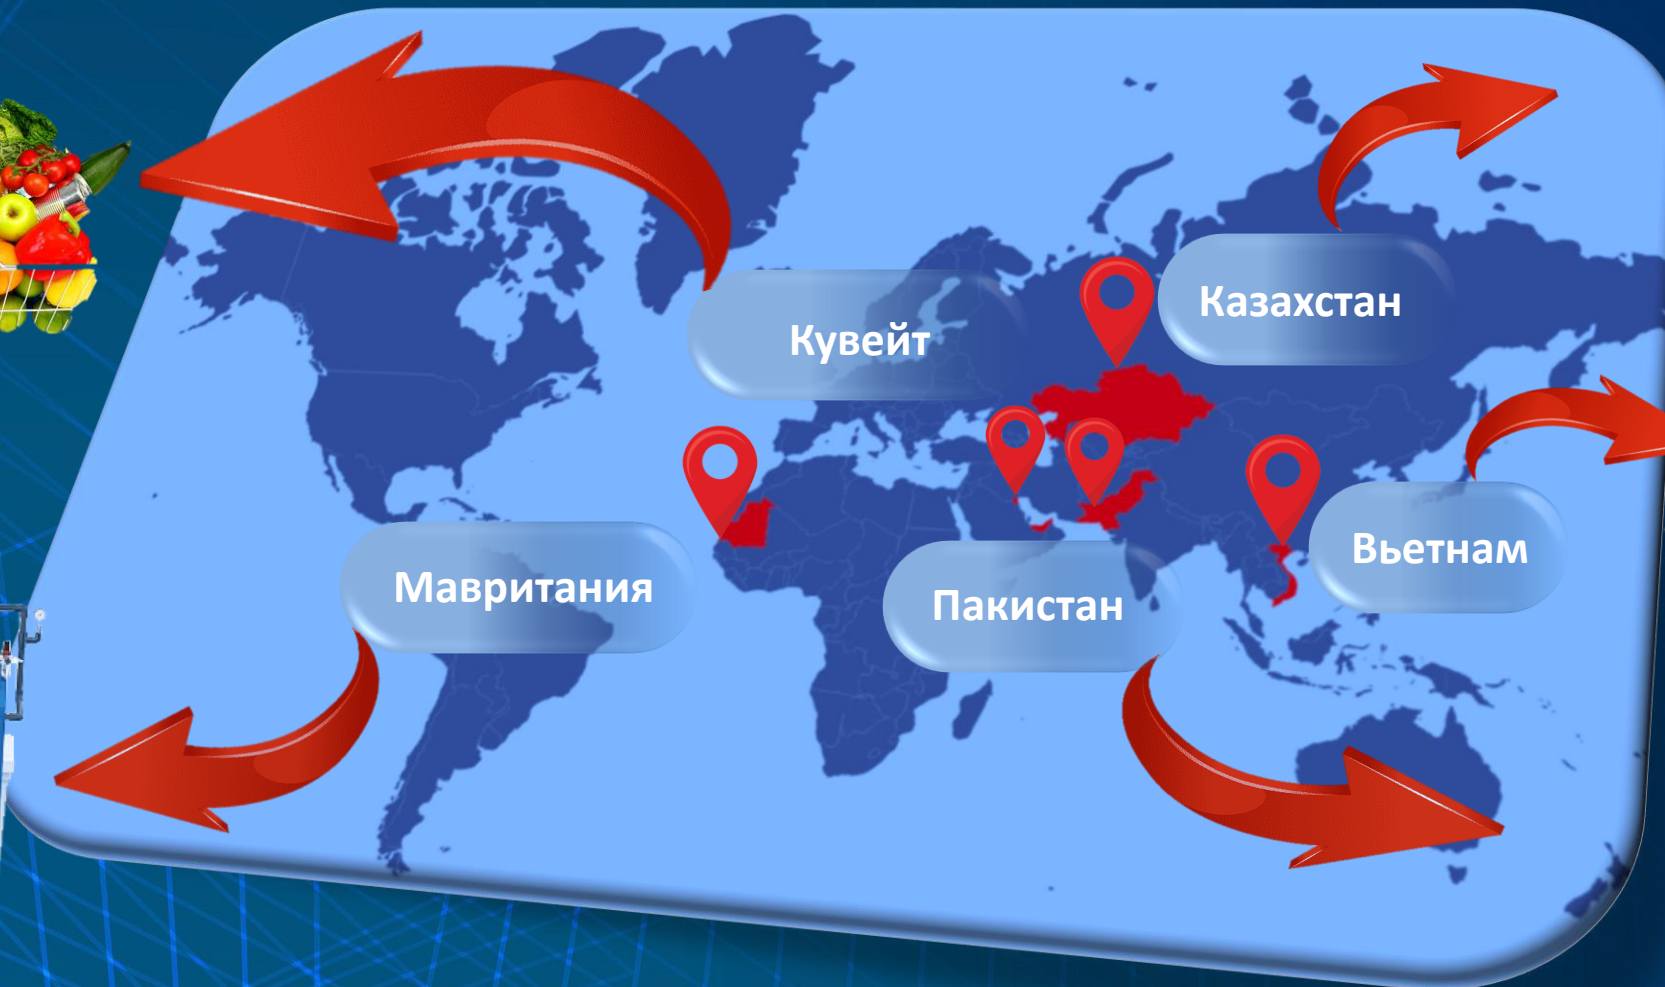 Казахстан
Кувейт
Вьетнам
Мавритания
Пакистан